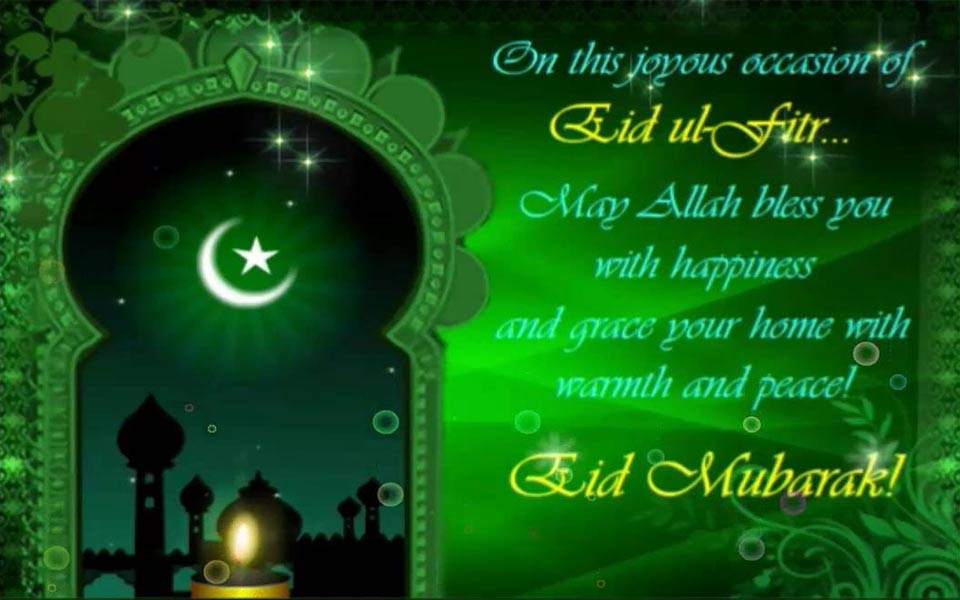 On this joyous occasion of
Eid ul-Fitr...
May Allah bless you
with happiness
and grace your home with
warmth and peace!
Eid Mubarak!